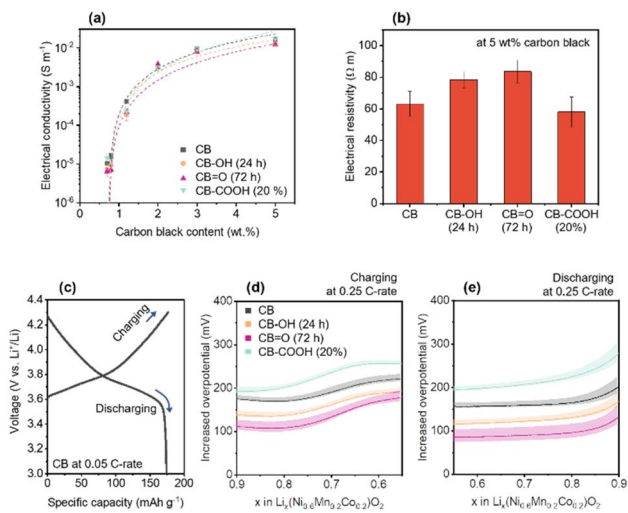 (a)
Electrical conductivity (S m⁻¹)
10⁻²
10⁻³
10⁻⁴
10⁻⁵
10⁻⁶
CB
CB-OH (24 h)
CB=O (72 h)
CB-COOH (20 %)
0 1 2 3 4 5
Carbon black content (wt.%)
(b)
at 5 wt% carbon black
Electrical resistivity (Ω m)
120
100
80
60
40
20
0
CB CB-OH CB=O CB-COOH
(24 h) (72 h) (20%)
(c)
Voltage (V vs. Li⁺/Li)
4.4
4.2
4.0
3.8
3.6
3.4
3.2
3.0
Charging
Discharging
CB at 0.05 C-rate
0 50 100 150 200
Specific capacity (mAh g⁻¹)
(d)
Charging
at 0.25 C-rate
Increased overpotential (mV)
400
300
200
100
0
CB
CB-OH (24 h)
CB=O (72 h)
CB-COOH (20%)
0.9 0.8 0.7 0.6
x in Liₓ(Ni₀.₆Mn₀.₂Co₀.₂)O₂
(e)
Discharging
at 0.25 C-rate
Increased overpotential (mV)
400
300
200
100
0
0.6 0.7 0.8 0.9
x in Liₓ(Ni₀.₆Mn₀.₂Co₀.₂)O₂